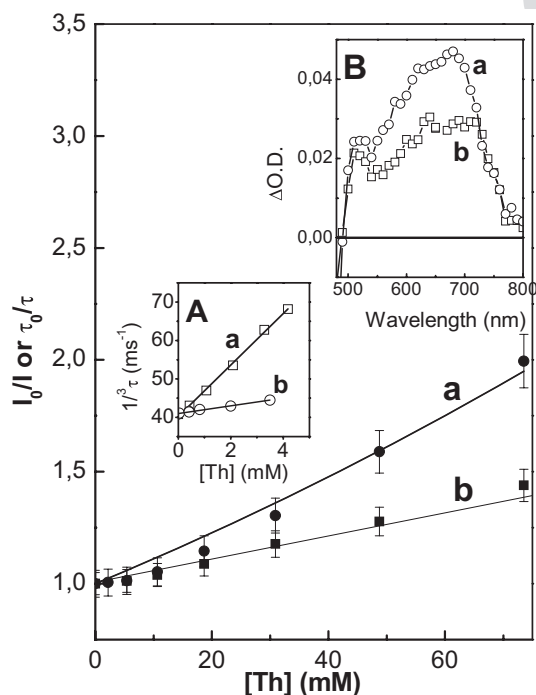 3,5
3,0
2,5
2,0
1,5
1,0
I₀/I or τ₀/τ
0 20 40 60
[Th] (mM)
a
b
B
a
b
0,04
0,02
0,00
ΔO.D.
500 600 700 800
Wavelength (nm)
A
a
b
70
60
50
40
1/³τ (ms⁻¹)
0 2 4
[Th] (mM)